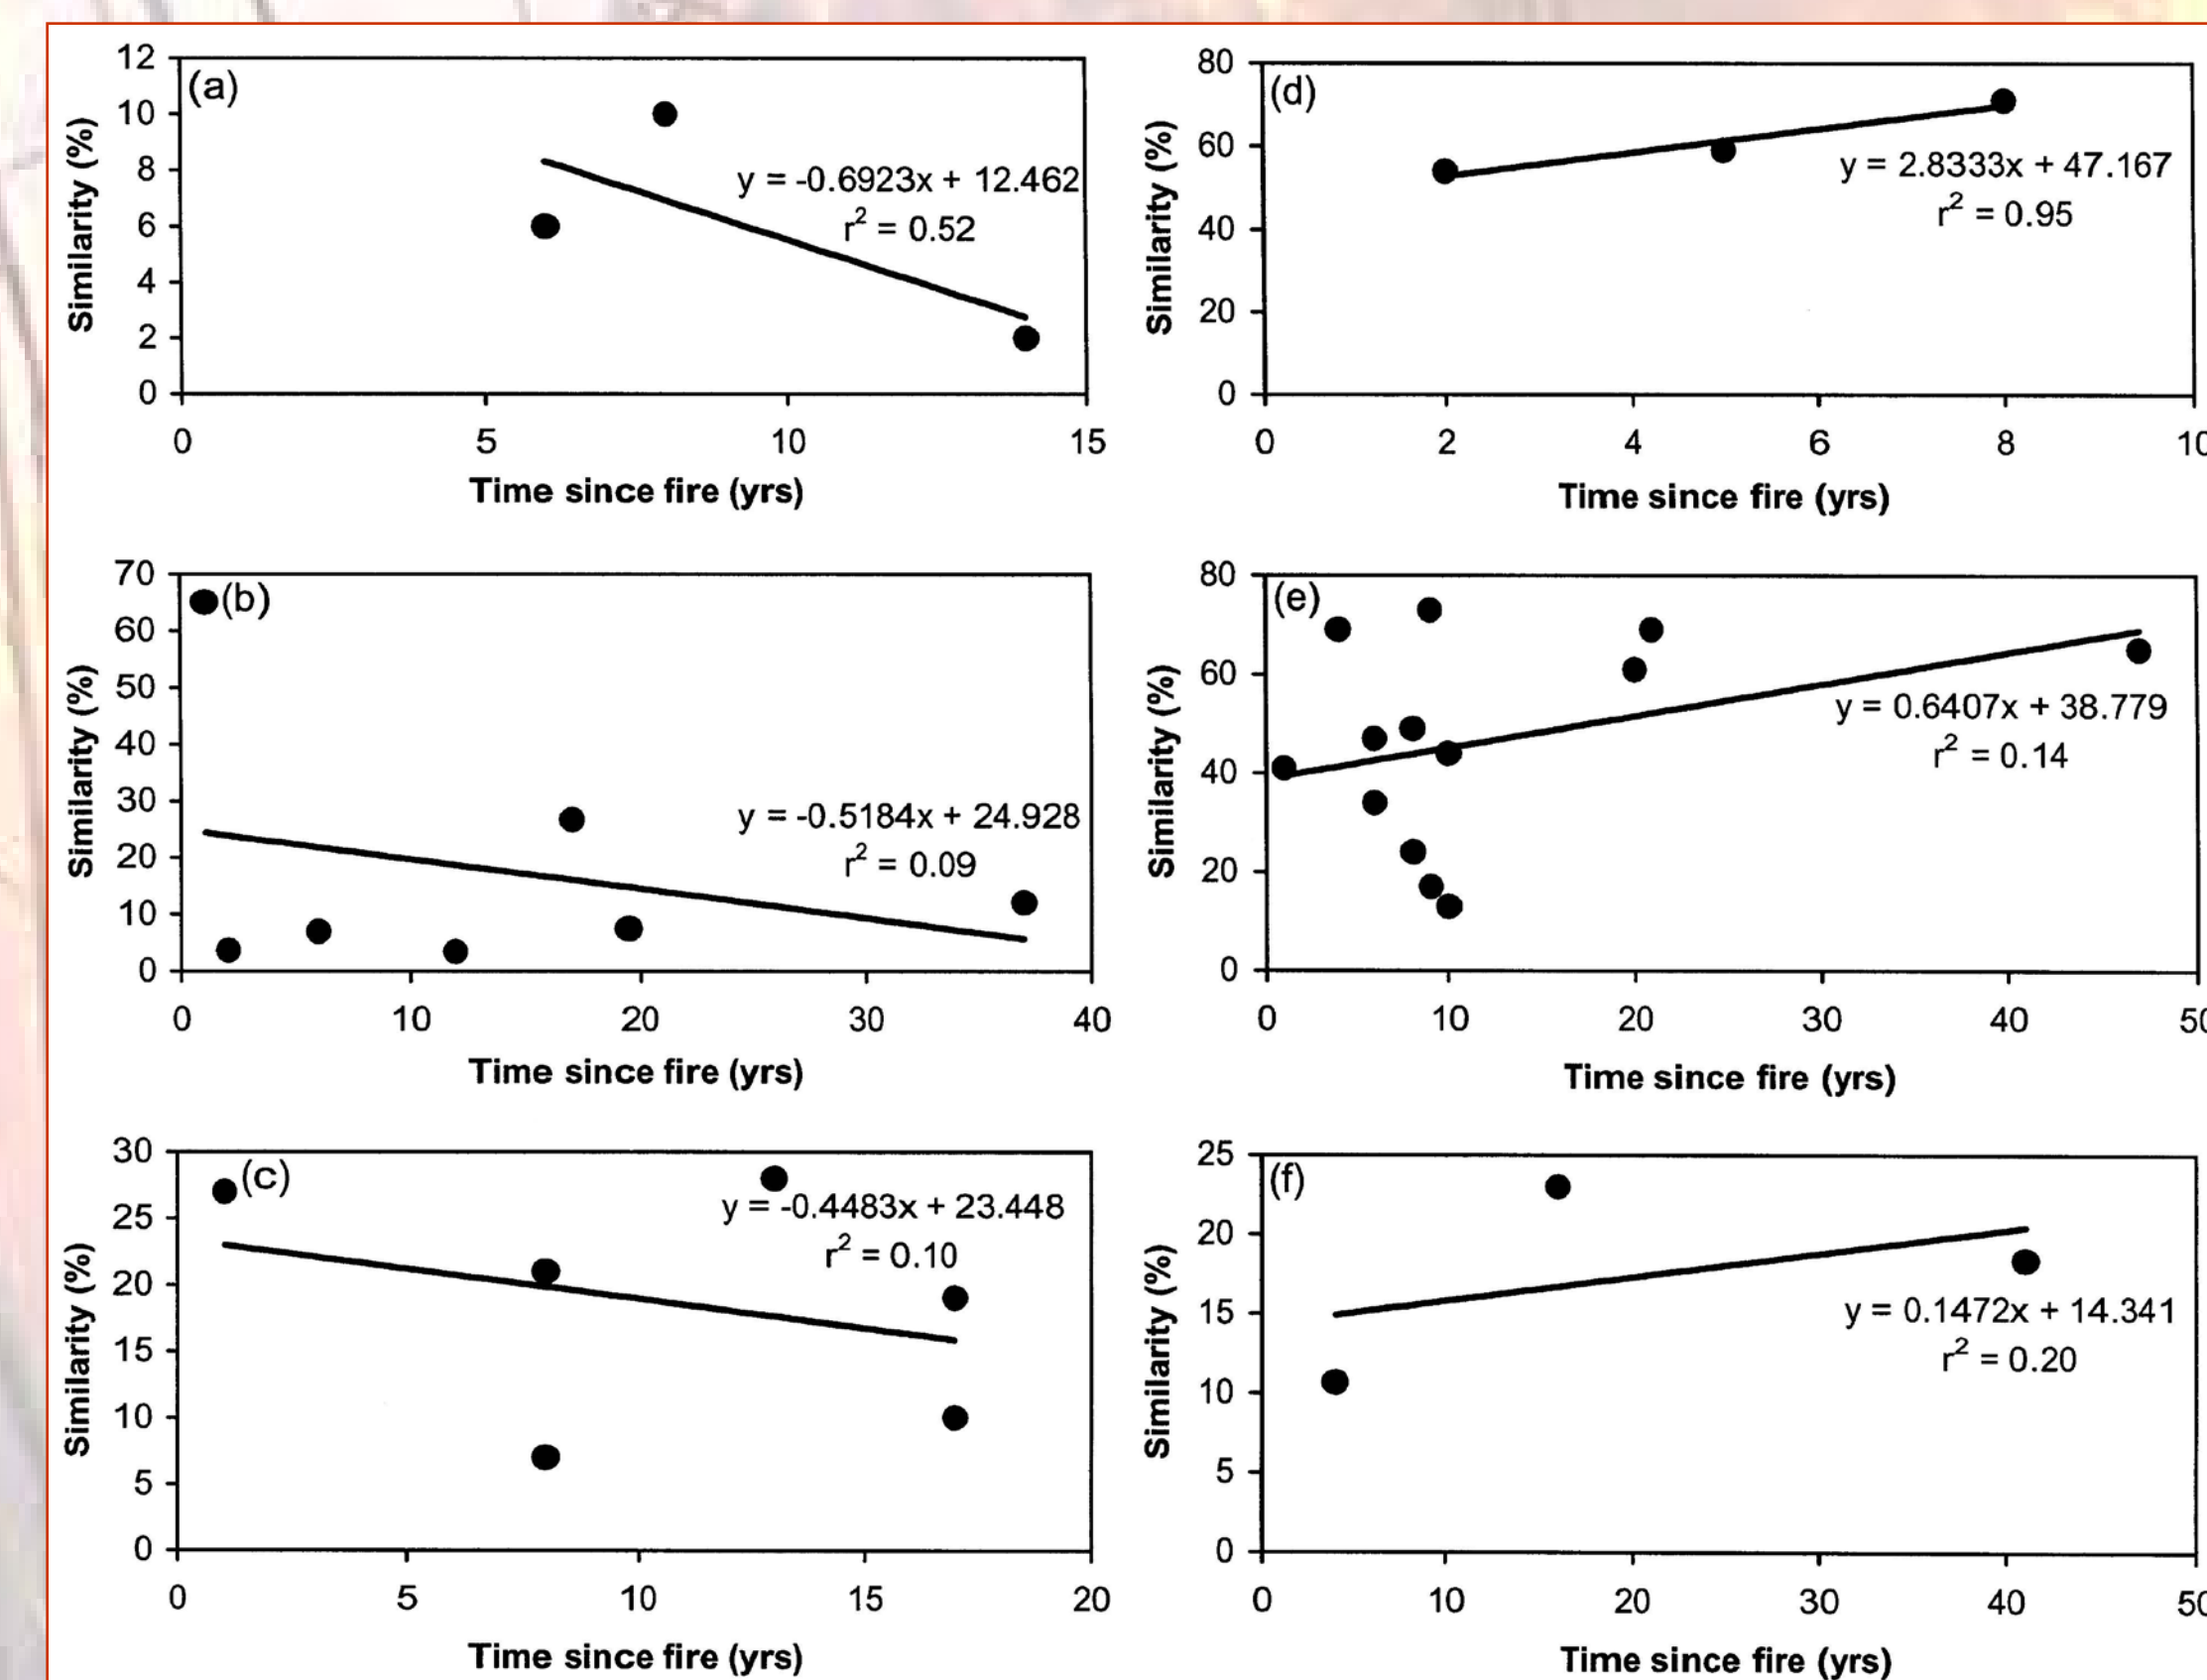 (a)
12
10
8
6
4
2
0
Similarity (%)
y = -0.6923x + 12.462
r² = 0.52
0 5 10 15
Time since fire (yrs)
(d)
80
60
40
20
0
Similarity (%)
y = 2.8333x + 47.167
r² = 0.95
0 2 4 6 8 10
Time since fire (yrs)
(b)
70
60
50
40
30
20
10
0
Similarity (%)
y = -0.5184x + 24.928
r² = 0.09
0 10 20 30 40
Time since fire (yrs)
(e)
80
60
40
20
0
Similarity (%)
y = 0.6407x + 38.779
r² = 0.14
0 10 20 30 40 50
Time since fire (yrs)
(c)
30
25
20
15
10
5
0
Similarity (%)
y = -0.4483x + 23.448
r² = 0.10
0 5 10 15 20
Time since fire (yrs)
(f)
25
20
15
10
5
0
Similarity (%)
y = 0.1472x + 14.341
r² = 0.20
0 10 20 30 40 50
Time since fire (yrs)